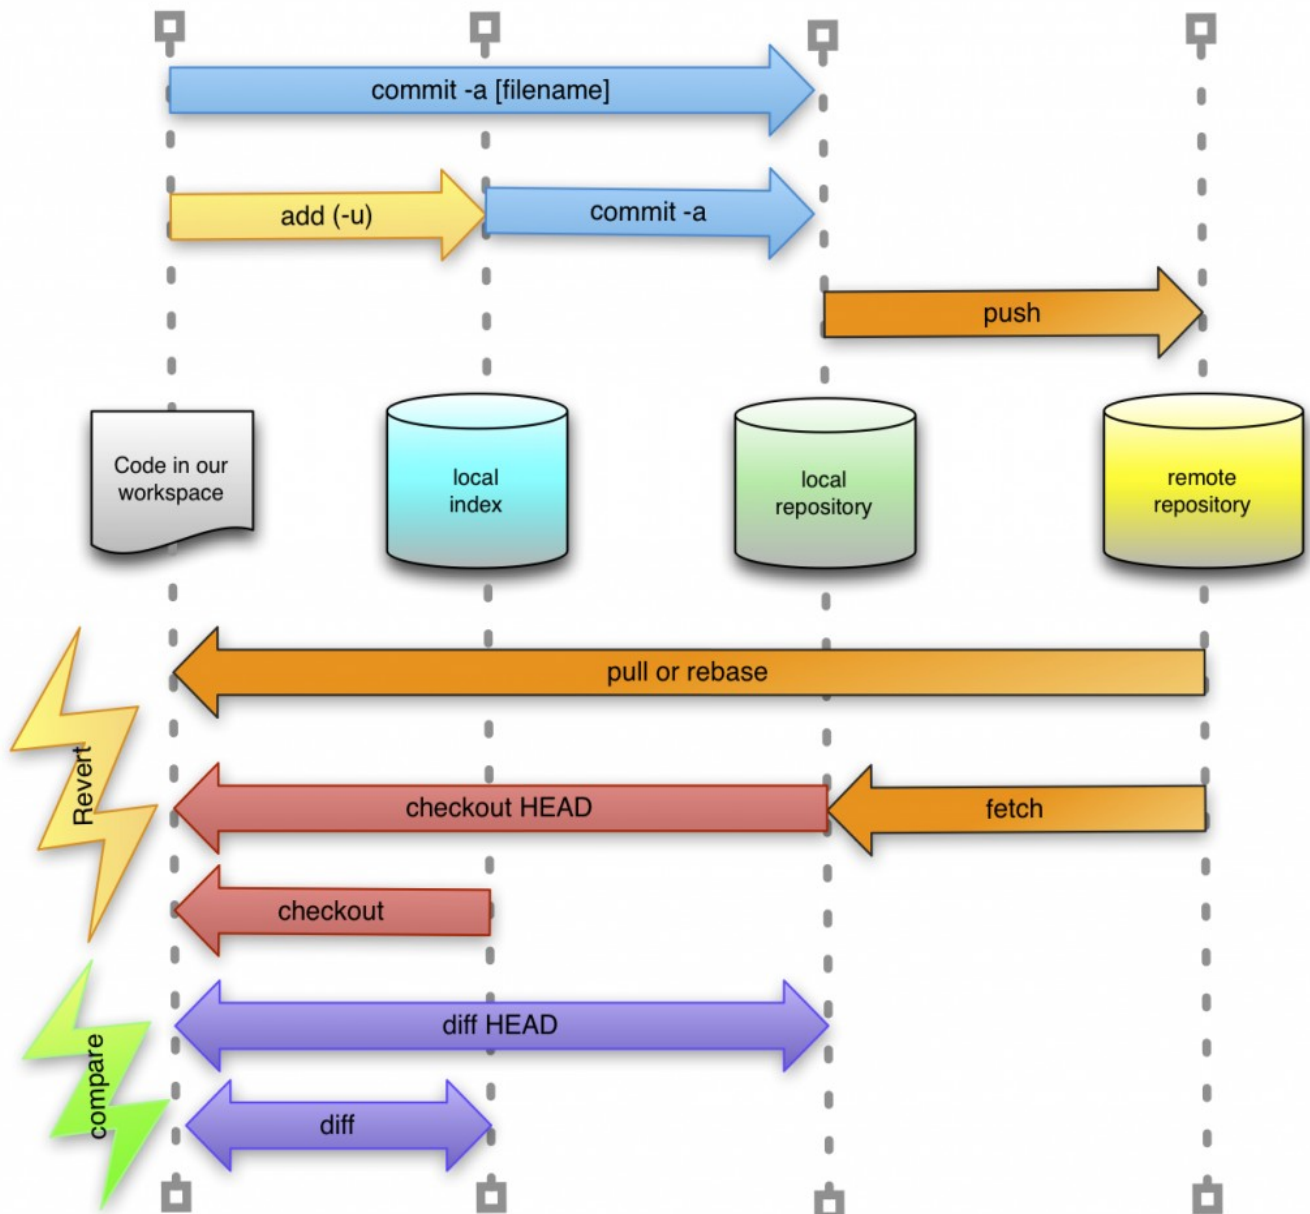 commit -a [filename]
add (-u)
commit -a
push
Code in our
workspace
local
index
local
repository
remote
repository
pull or rebase
Revert
checkout HEAD
fetch
checkout
diff HEAD
compare
diff